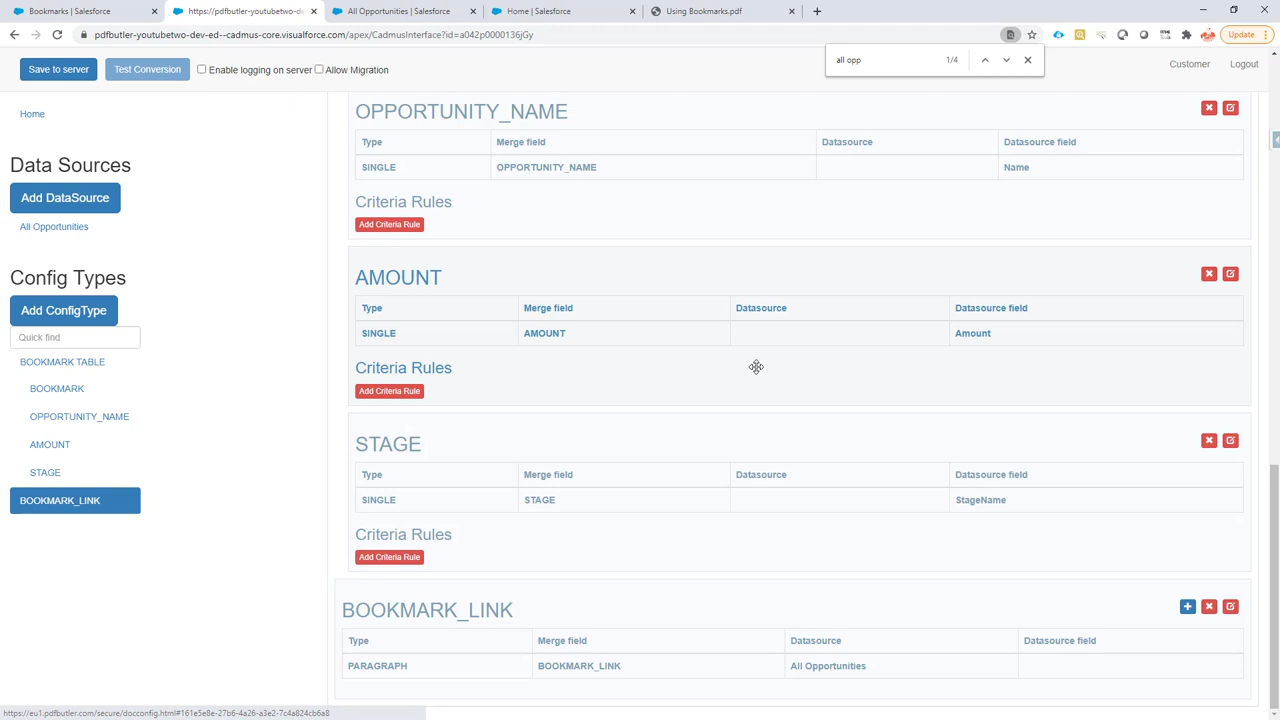 Bookmarks | Salesforce
https://pdfbutler-youtubetwo-de
All Opportunities | Salesforce
Home | Salesforce
Using Bookmarks.pdf
pdfbutler-youtubetwo-dev-ed--cadmus-core.visualforce.com/apex/CadmusInterface?id=a042p0000136jGy
Update
all opp 1/4
Save to server
Test Conversion
Enable logging on server
Allow Migration
Customer
Logout
Home
Data Sources
Add DataSource
All Opportunities
Config Types
Add ConfigType
Quick find
BOOKMARK TABLE
BOOKMARK
OPPORTUNITY_NAME
AMOUNT
STAGE
BOOKMARK_LINK
OPPORTUNITY_NAME
Type Merge field Datasource Datasource field
SINGLE OPPORTUNITY_NAME Name
Criteria Rules
Add Criteria Rule
AMOUNT
Type Merge field Datasource Datasource field
SINGLE AMOUNT Amount
Criteria Rules
Add Criteria Rule
STAGE
Type Merge field Datasource Datasource field
SINGLE STAGE StageName
Criteria Rules
Add Criteria Rule
BOOKMARK_LINK
Type Merge field Datasource Datasource field
PARAGRAPH BOOKMARK_LINK All Opportunities
https://eu1.pdfbutler.com/secure/docconfig.html#161e5e8e-27b6-4a26-a3e2-7c4a824cb6a8